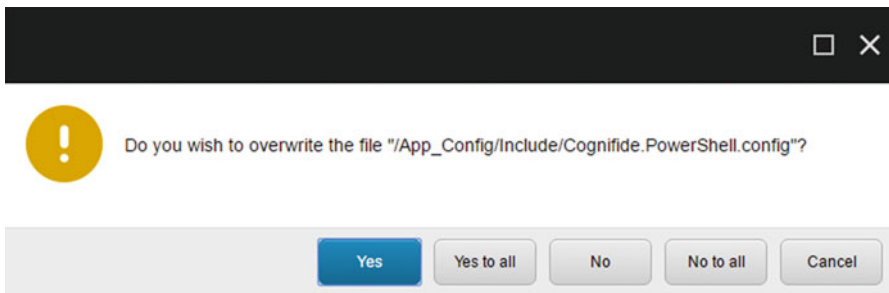 Do you wish to overwrite the file "/App_Config/Include/Cognifide.PowerShell.config"?
Yes Yes to all No No to all Cancel